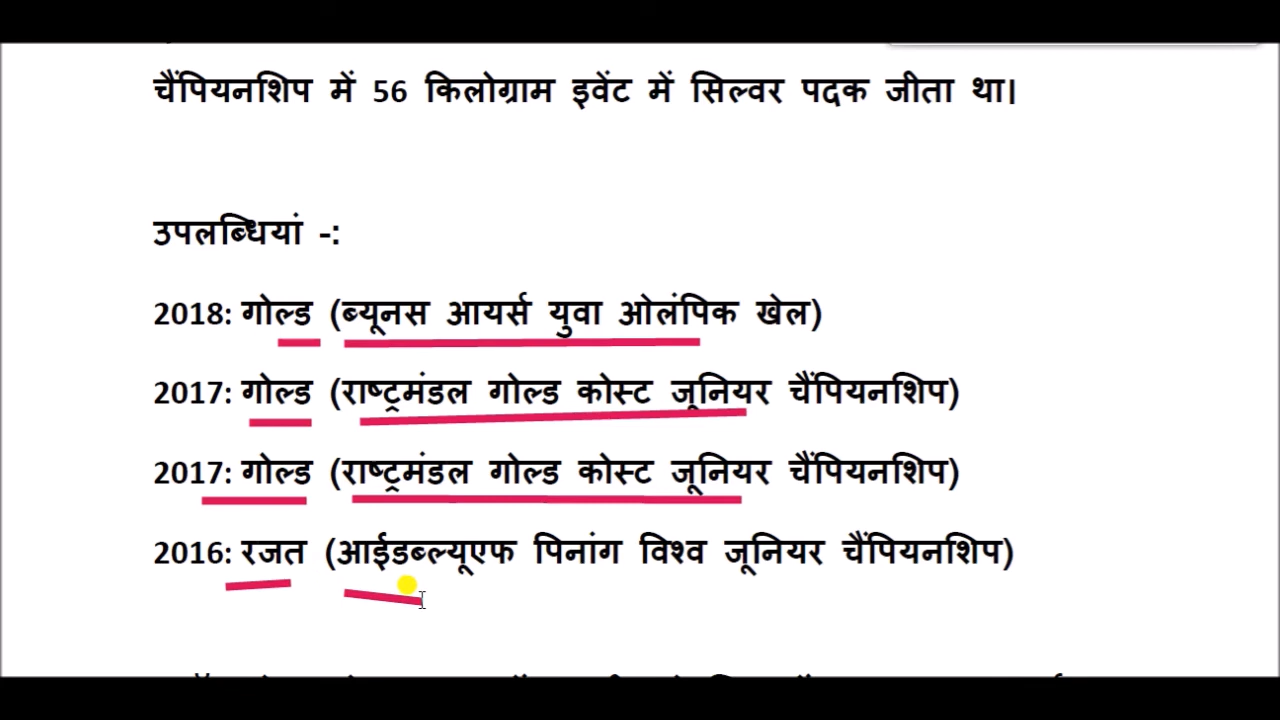 चैंपियनशिप में 56 किलोग्राम इवेंट में सिल्वर पदक जीता था।
उपलब्धियां -:
2018: गोल्ड (ब्यूनस आयर्स युवा ओलंपिक खेल)
2017: गोल्ड (राष्ट्रमंडल गोल्ड कोस्ट जूनियर चैंपियनशिप)
2017: गोल्ड (राष्ट्रमंडल गोल्ड कोस्ट जूनियर चैंपियनशिप)
2016: रजत (आईडब्ल्यूएफ पिनांग विश्व जूनियर चैंपियनशिप)